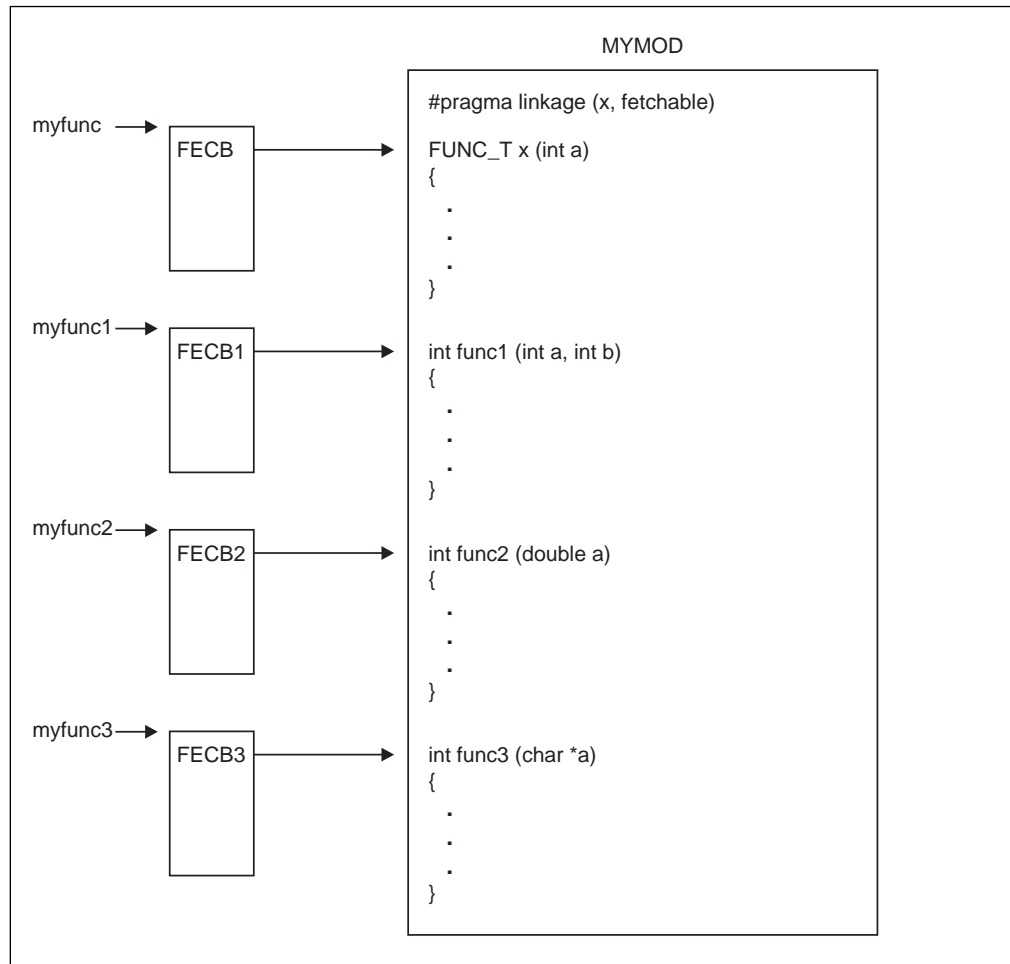 MYMOD
#pragma linkage (x, fetchable)
myfunc
FECB
FUNC_T x (int a)
{
.
.
.
}
myfunc1
FECB1
int func1 (int a, int b)
{
.
.
.
}
myfunc2
FECB2
int func2 (double a)
{
.
.
.
}
myfunc3
FECB3
int func3 (char *a)
{
.
.
.
}